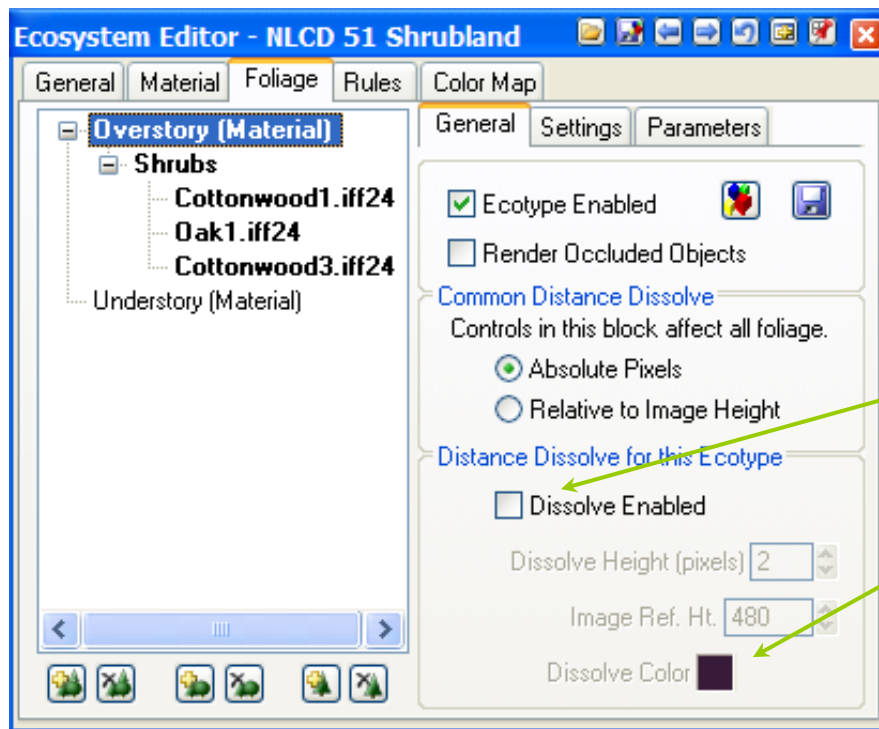 Ecosystem Editor - NLCD 51 Shrubland
General Material Foliage Rules Color Map
Overstory (Material)
Shrubs
Cottonwood1.iff24
Oak1.iff24
Cottonwood3.iff24
Understory (Material)
General Settings Parameters
Ecotype Enabled
Render Occluded Objects
Common Distance Dissolve
Controls in this block affect all foliage.
Absolute Pixels
Relative to Image Height
Distance Dissolve for this Ecotype
Dissolve Enabled
Dissolve Height (pixels) 2
Image Ref. Ht. 480
Dissolve Color